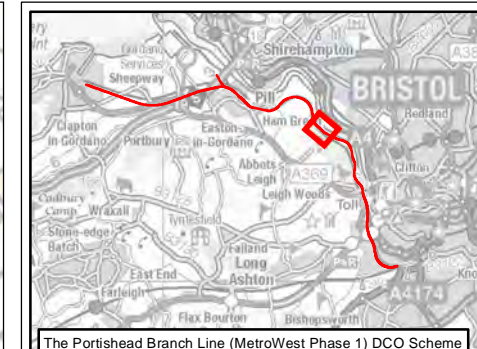 Shirehampton
Gordano
Services
Sheepway
BRISTOL
Pill
Redland
Ham Gre
Clapton
in-Gordano
Portbury
Easton-
in-Gordano
Abbots
Leigh
A369
Clifton
Leigh Woods
Cadbury
Camp
Wraxall
Tyntesfield
Toll
Stone-edge
Batch
Failand
Long
Ashton
P&R
East End
Farleigh
A4174
Flax Bourton
Bishopsworth
The Portishead Branch Line (MetroWest Phase 1) DCO Scheme